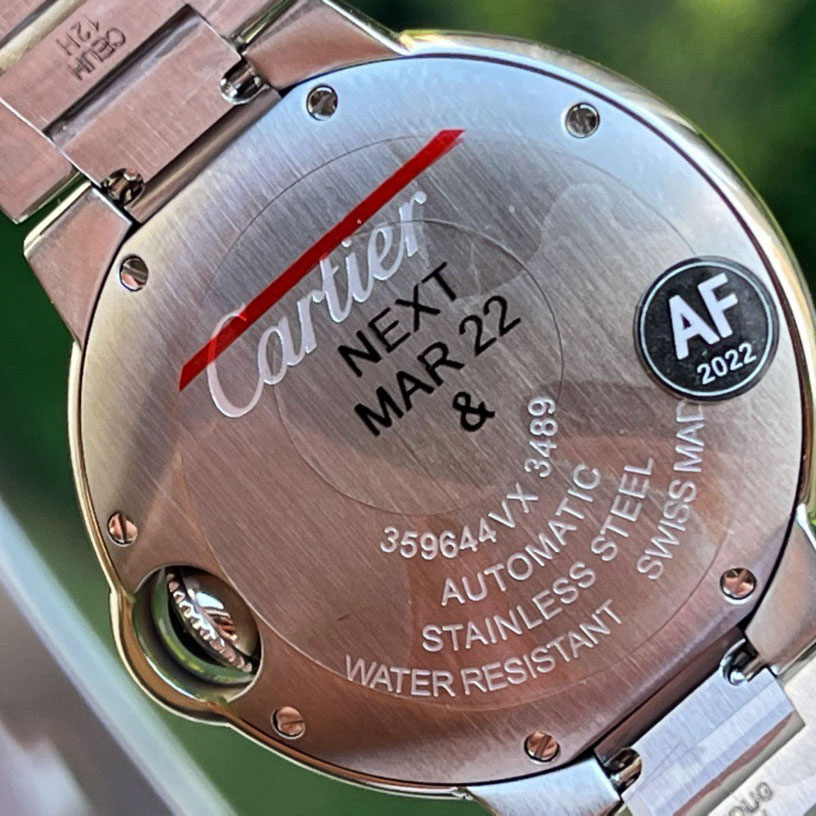 CEUH
12H
Cartier
NEXT
MAR 22
&
AF
2022
359644VX 3489
AUTOMATIC
STAINLESS STEEL
SWISS MAD
WATER RESISTANT